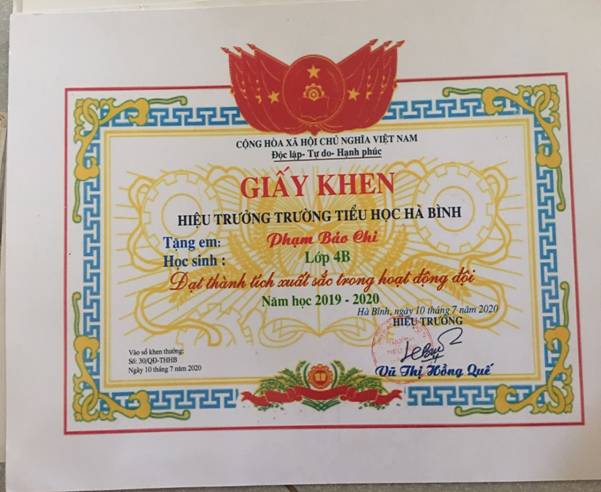 CỘNG HÒA XÃ HỘI CHỦ NGHĨA VIỆT NAM
Độc lập- Tự do- Hạnh phúc
GIẤY KHEN
HIỆU TRƯỞNG TRƯỜNG TIỂU HỌC HÀ BÌNH
Tặng em: Phạm Bảo Chi
Học sinh : Lớp 4B
Đạt thành tích xuất sắc trong hoạt động đội
Năm học 2019 - 2020
Hà Bình, ngày 10 tháng 7 năm 2020
HIỆU TRƯỞNG
Vũ Thị Hồng Quế
Vào sổ khen thưởng:
Số: 30/QĐ-THHB
Ngày 10 tháng 7 năm 2020